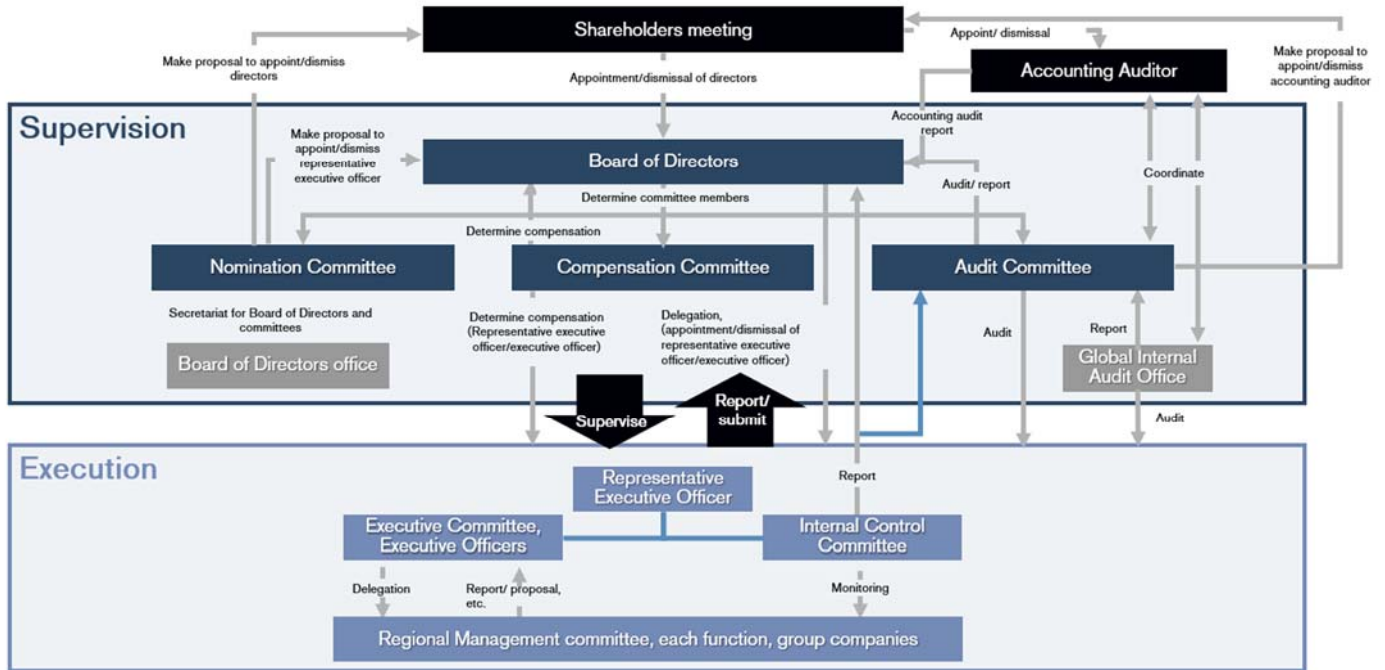 Shareholders meeting
Make proposal to appoint/dismiss
directors
Appointment/dismissal of directors
Appoint/ dismissal
Accounting Auditor
Make proposal to
appoint/dismiss
accounting auditor
Supervision
Make proposal to
appoint/dismiss
representative
executive officer
Board of Directors
Accounting audit
report
Audit/ report
Coordinate
Determine committee members
Determine compensation
Nomination Committee
Compensation Committee
Audit Committee
Secretariat for Board of Directors and
committees
Board of Directors office
Determine compensation
(Representative executive
officer/executive officer)
Delegation,
(appointment/dismissal of
representative executive
officer/executive officer)
Audit
Report
Global Internal
Audit Office
Supervise
Report/
submit
Audit
Execution
Representative
Executive Officer
Report
Executive Committee,
Executive Officers
Internal Control
Committee
Delegation
Report/ proposal,
etc.
Monitoring
Regional Management committee, each function, group companies